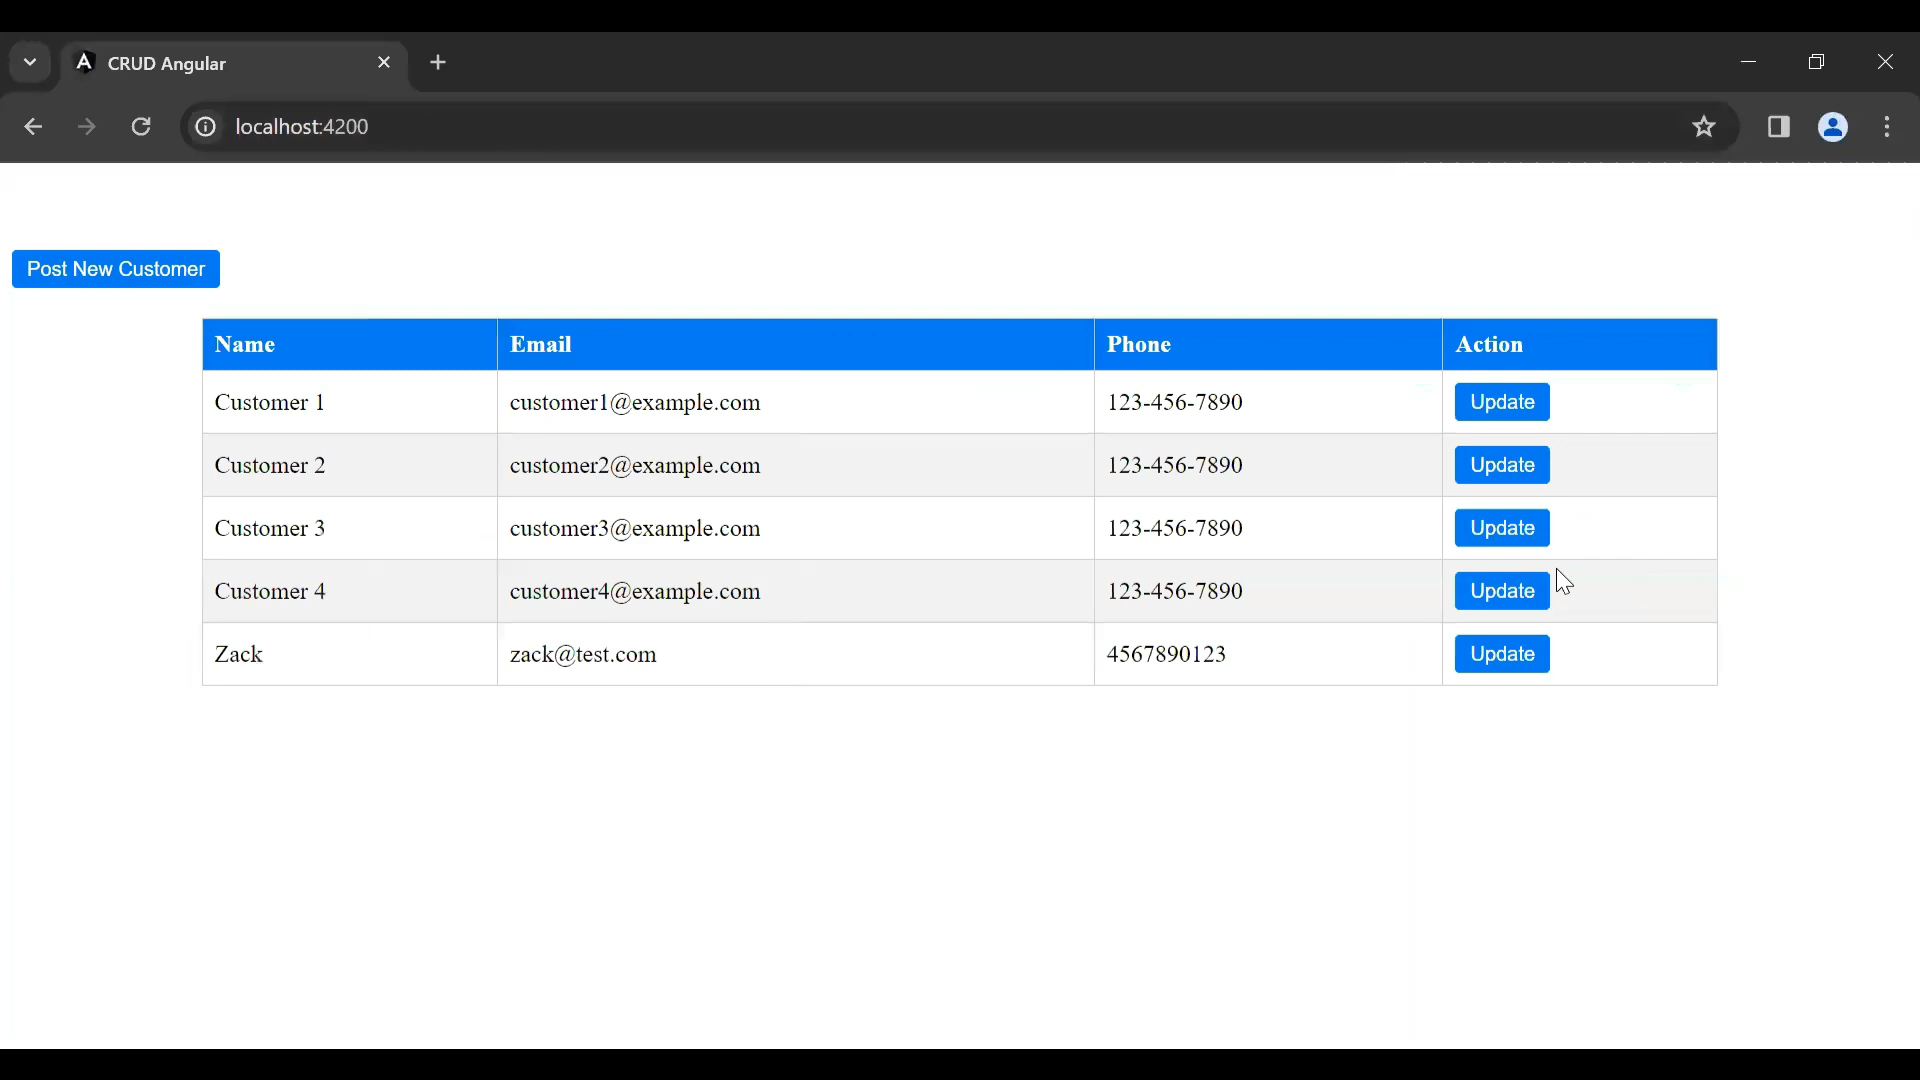 CRUD Angular
localhost:4200
Post New Customer
Name Email Phone Action
Customer 1 customer1@example.com 123-456-7890 Update
Customer 2 customer2@example.com 123-456-7890 Update
Customer 3 customer3@example.com 123-456-7890 Update
Customer 4 customer4@example.com 123-456-7890 Update
Zack zack@test.com 4567890123 Update